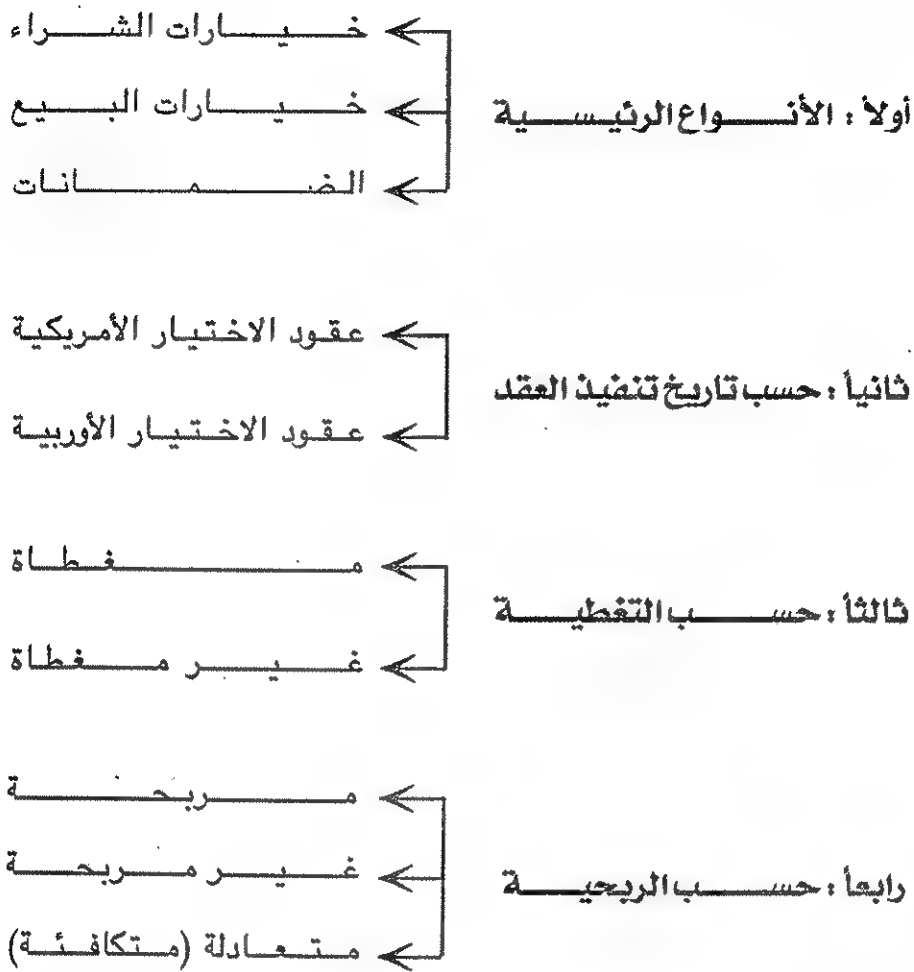 أولاً : الأنواع الرئيسية
خيارات الشراء
خيارات البيع
الضمانات
ثانياً : حسب تاريخ تنفيذ العقد
عقود الاختيار الأمريكية
عقود الاختيار الأوربية
ثالثاً : حسب التغطية
مغطاة
غير مغطاة
رابعاً : حسب الربحية
مربحة
غير مربحة
متعادلة (متكافئة)